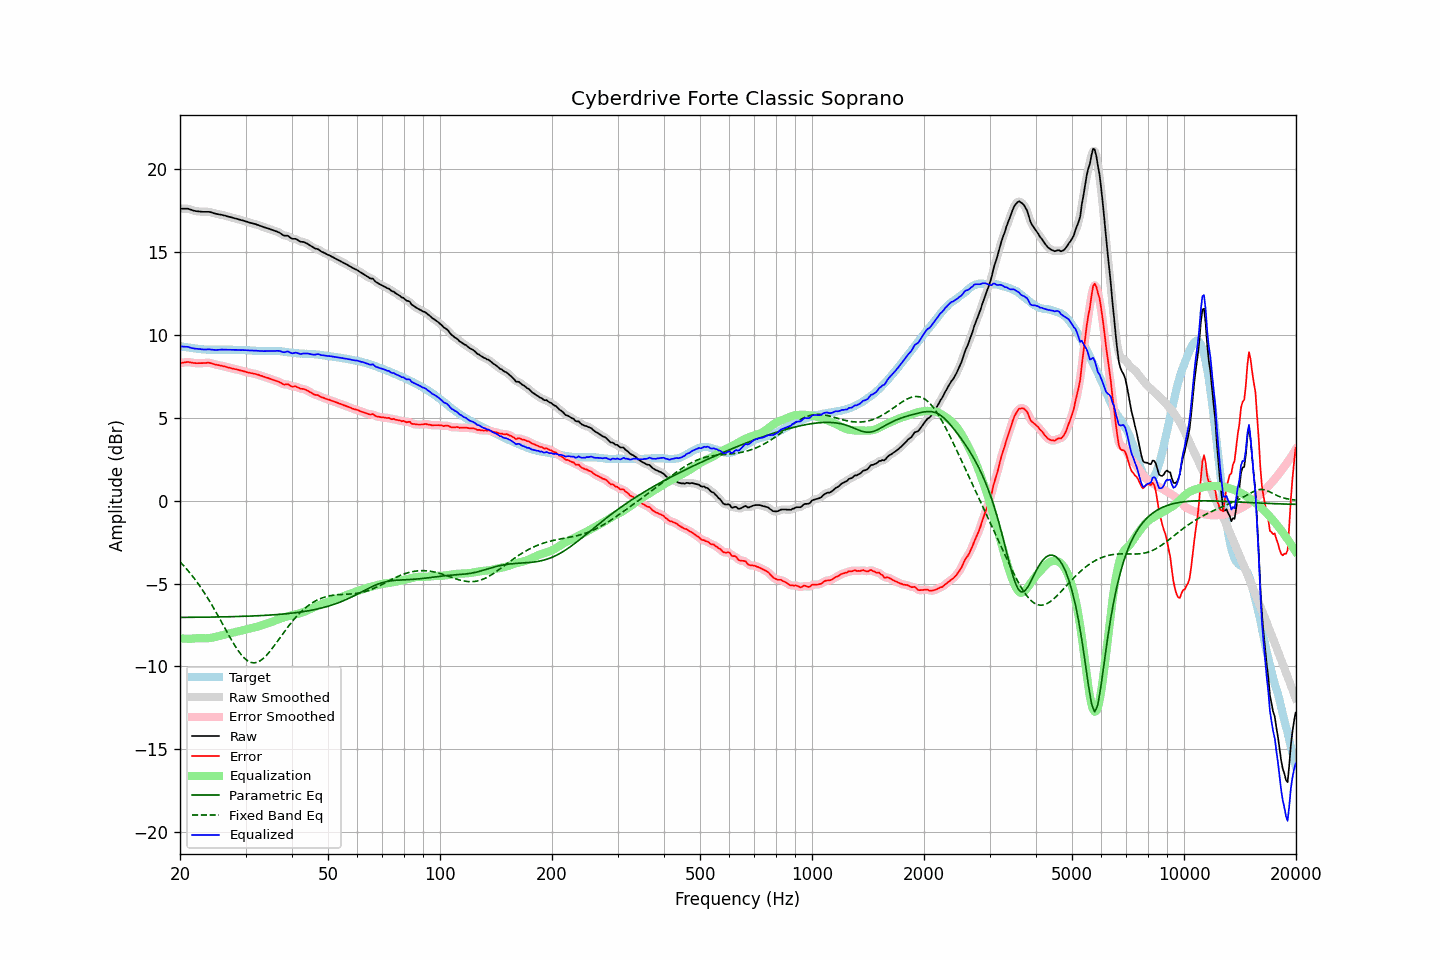 Cyberdrive Forte Classic Soprano
Amplitude (dBr)
20
15
10
5
0
−5
−10
−15
−20
Target
Raw Smoothed
Error Smoothed
Raw
Error
Equalization
Parametric Eq
Fixed Band Eq
Equalized
20 50 100 200 500 1000 2000 5000 10000 20000
Frequency (Hz)